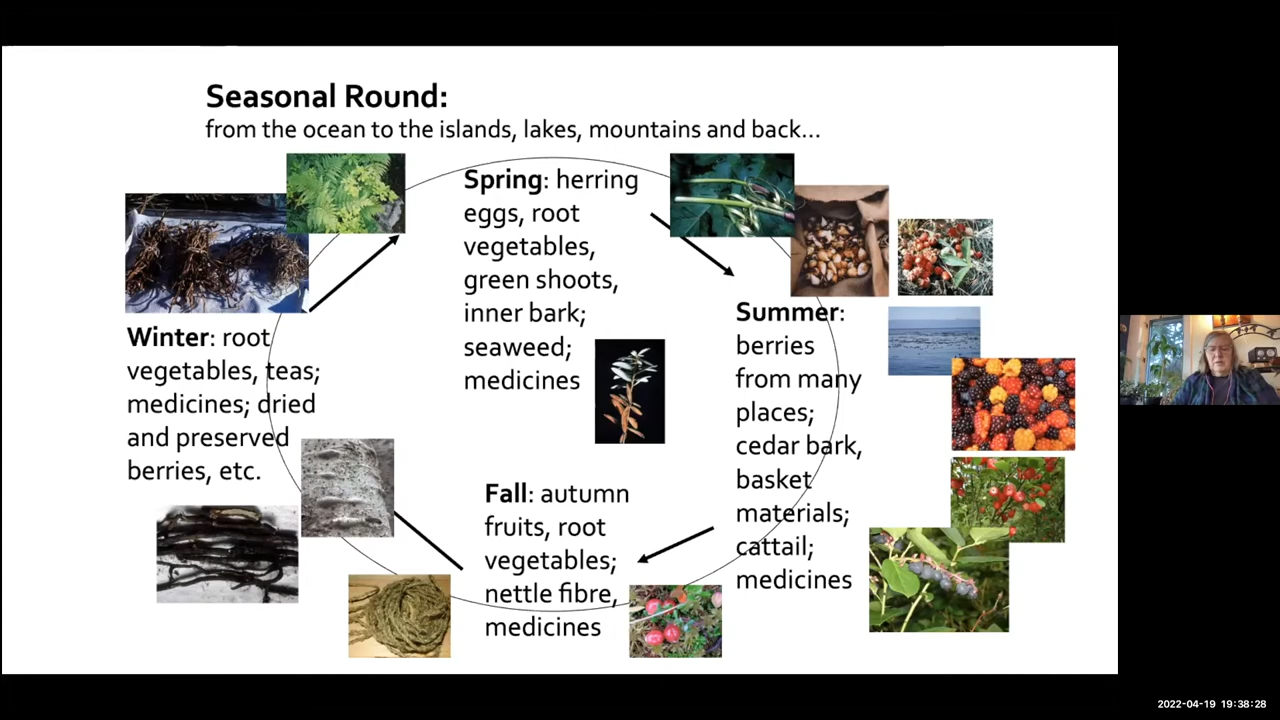 Seasonal Round:
from the ocean to the islands, lakes, mountains and back...
Spring: herring
eggs, root
vegetables,
green shoots,
inner bark;
seaweed;
medicines
Summer:
berries
from many
places;
cedar bark,
basket
materials;
cattail;
medicines
Fall: autumn
fruits, root
vegetables;
nettle fibre,
medicines
Winter: root
vegetables, teas;
medicines; dried
and preserved
berries, etc.
2022-04-19 19:38:28